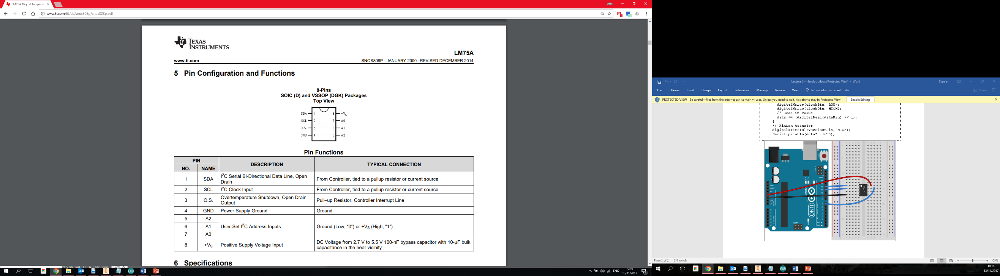 LM75A Digital Temperat
Alex
www.ti.com/lit/ds/snos808p/snos808p.pdf
TEXAS
INSTRUMENTS
LM75A
www.ti.com
SNOS808P –JANUARY 2000–REVISED DECEMBER 2014
5 Pin Configuration and Functions
8-Pins
SOIC (D) and VSSOP (DGK) Packages
Top View
SDA 1 8 +VS
SCL 2 7 A0
O.S. 3 6 A1
GND 4 5 A2
Pin Functions
PIN
DESCRIPTION
TYPICAL CONNECTION
NO. NAME
1 SDA I2C Serial Bi-Directional Data Line, Open
Drain
From Controller, tied to a pullup resistor or current source
2 SCL I2C Clock Input From Controller, tied to a pullup resistor or current source
3 O.S. Overtemperature Shutdown, Open Drain
Output
Pull–up Resistor, Controller Interrupt Line
4 GND Power Supply Ground Ground
5 A2
6 A1 User-Set I2C Address Inputs Ground (Low, “0”) or +VS (High, “1”)
7 A0
8 +VS Positive Supply Voltage Input
DC Voltage from 2.7 V to 5.5 V 100-nF bypass capacitor with 10-µF bulk
capacitance in the near vicinity
6 Specifications
My Home Part1
ENG
10:10
13/11/2017
Lecture 3 - Handout.docx (Protected View) - Word
Sign in
File Home Insert Design Layout References Mailings Review View Tell me what you want to do
Share
PROTECTED VIEW Be careful—files from the Internet can contain viruses. Unless you need to edit, it's safer to stay in Protected View.
Enable Editing
digitalWrite(clockPin, LOW);
digitalWrite(clockPin, HIGH);
// Read in value
data += (digitalRead(dataPin) << i);
}
// Finish transfer
digitalWrite(slaveSelectPin, HIGH);
Serial.println(data*0.0625);
}
Arduino
UNO
TC77
Page 2 of 2 218 words
100%
10:10
13/11/2017